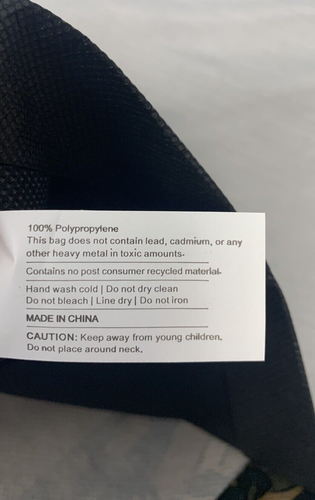 100% Polypropylene
This bag does not contain lead, cadmium, or any
other heavy metal in toxic amounts.
Contains no post consumer recycled material.
Hand wash cold | Do not dry clean
Do not bleach | Line dry | Do not iron
MADE IN CHINA
CAUTION: Keep away from young children.
Do not place around neck.